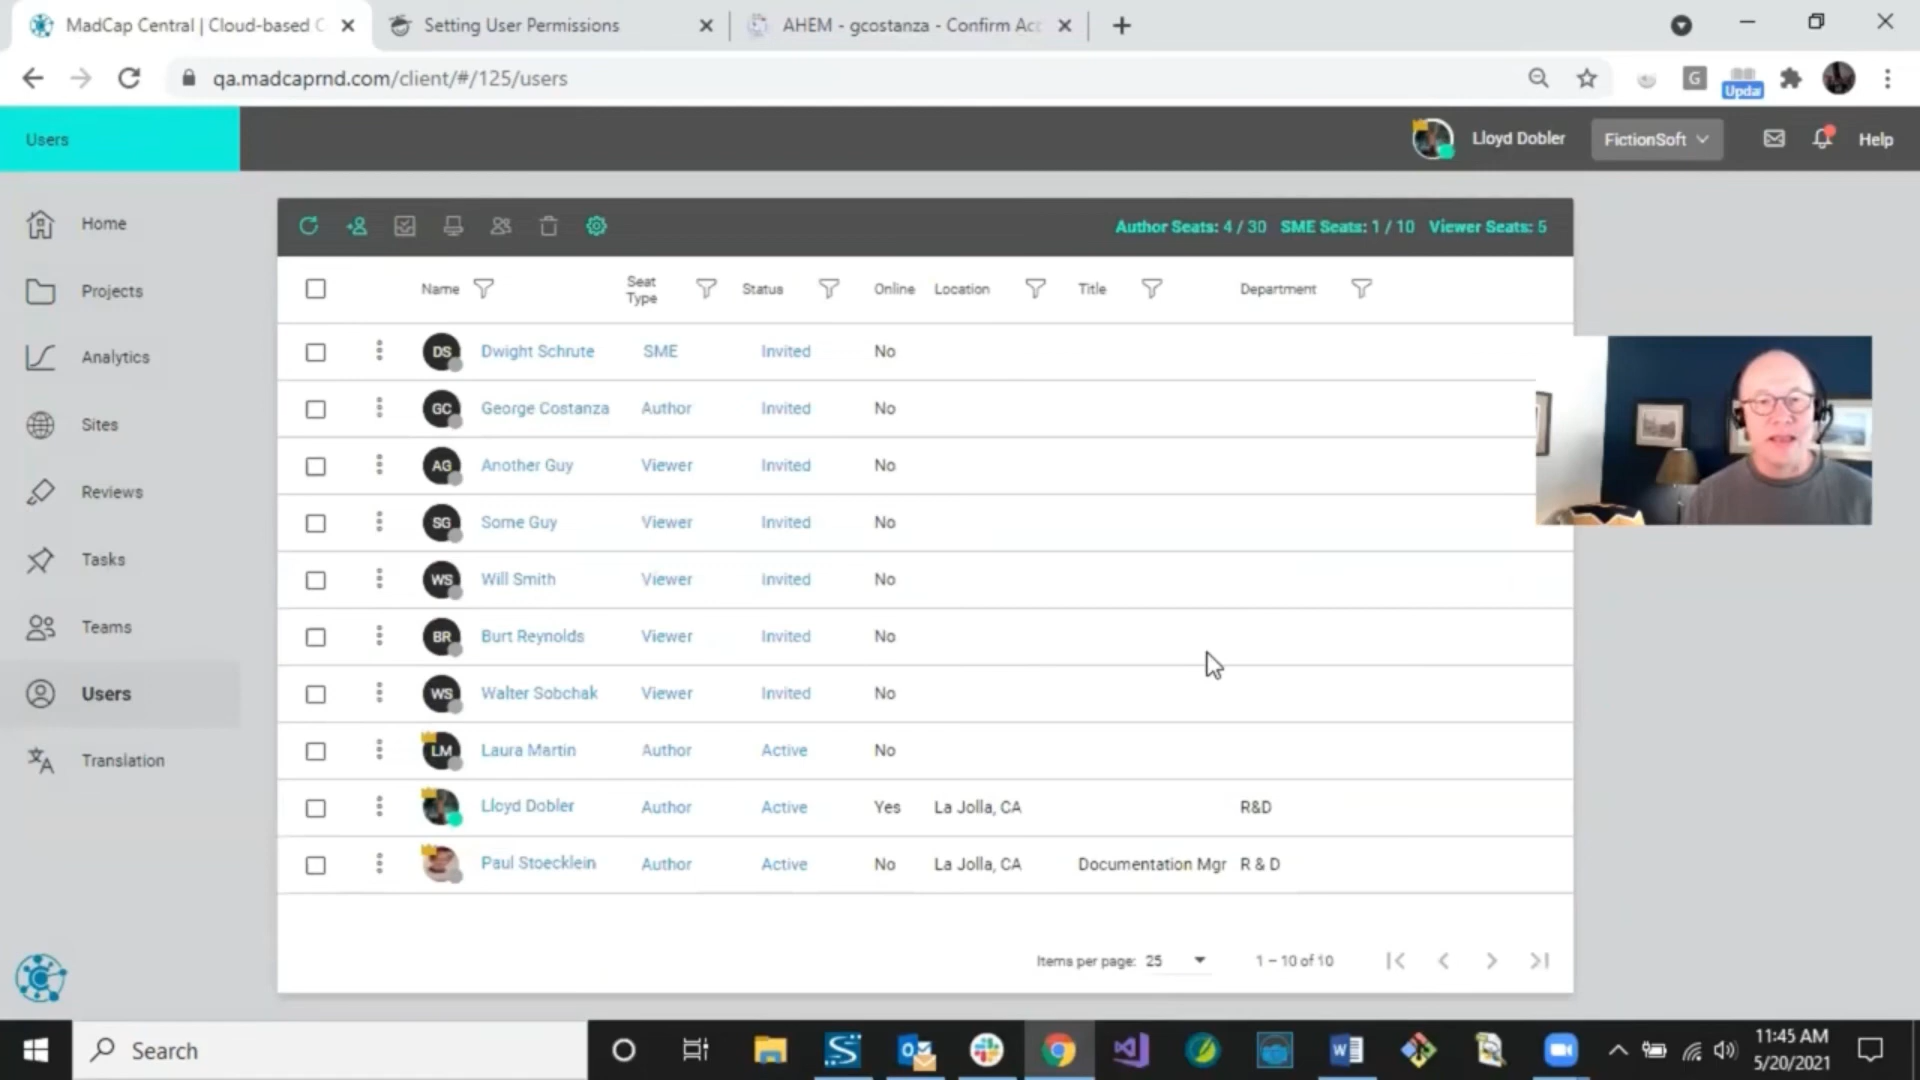 MadCap Central | Cloud-based C
Setting User Permissions
AHEM - gcostanza - Confirm Acc
qa.madcaprnd.com/client/#/125/users
G
Upda
Users
Lloyd Dobler
FictionSoft
Help
Home
Projects
Analytics
Sites
Reviews
Tasks
Teams
Users
Translation
Author Seats: 4 / 30 SME Seats: 1 / 10 Viewer Seats: 5
Name Seat Type Status Online Location Title Department
DS Dwight Schrute SME Invited No
GC George Costanza Author Invited No
AG Another Guy Viewer Invited No
SG Some Guy Viewer Invited No
WS Will Smith Viewer Invited No
BR Burt Reynolds Viewer Invited No
WS Walter Sobchak Viewer Invited No
LM Laura Martin Author Active No
Lloyd Dobler Author Active Yes La Jolla, CA R&D
Paul Stoecklein Author Active No La Jolla, CA Documentation Mgr R & D
Items per page: 25 1 – 10 of 10
Search
11:45 AM
5/20/2021